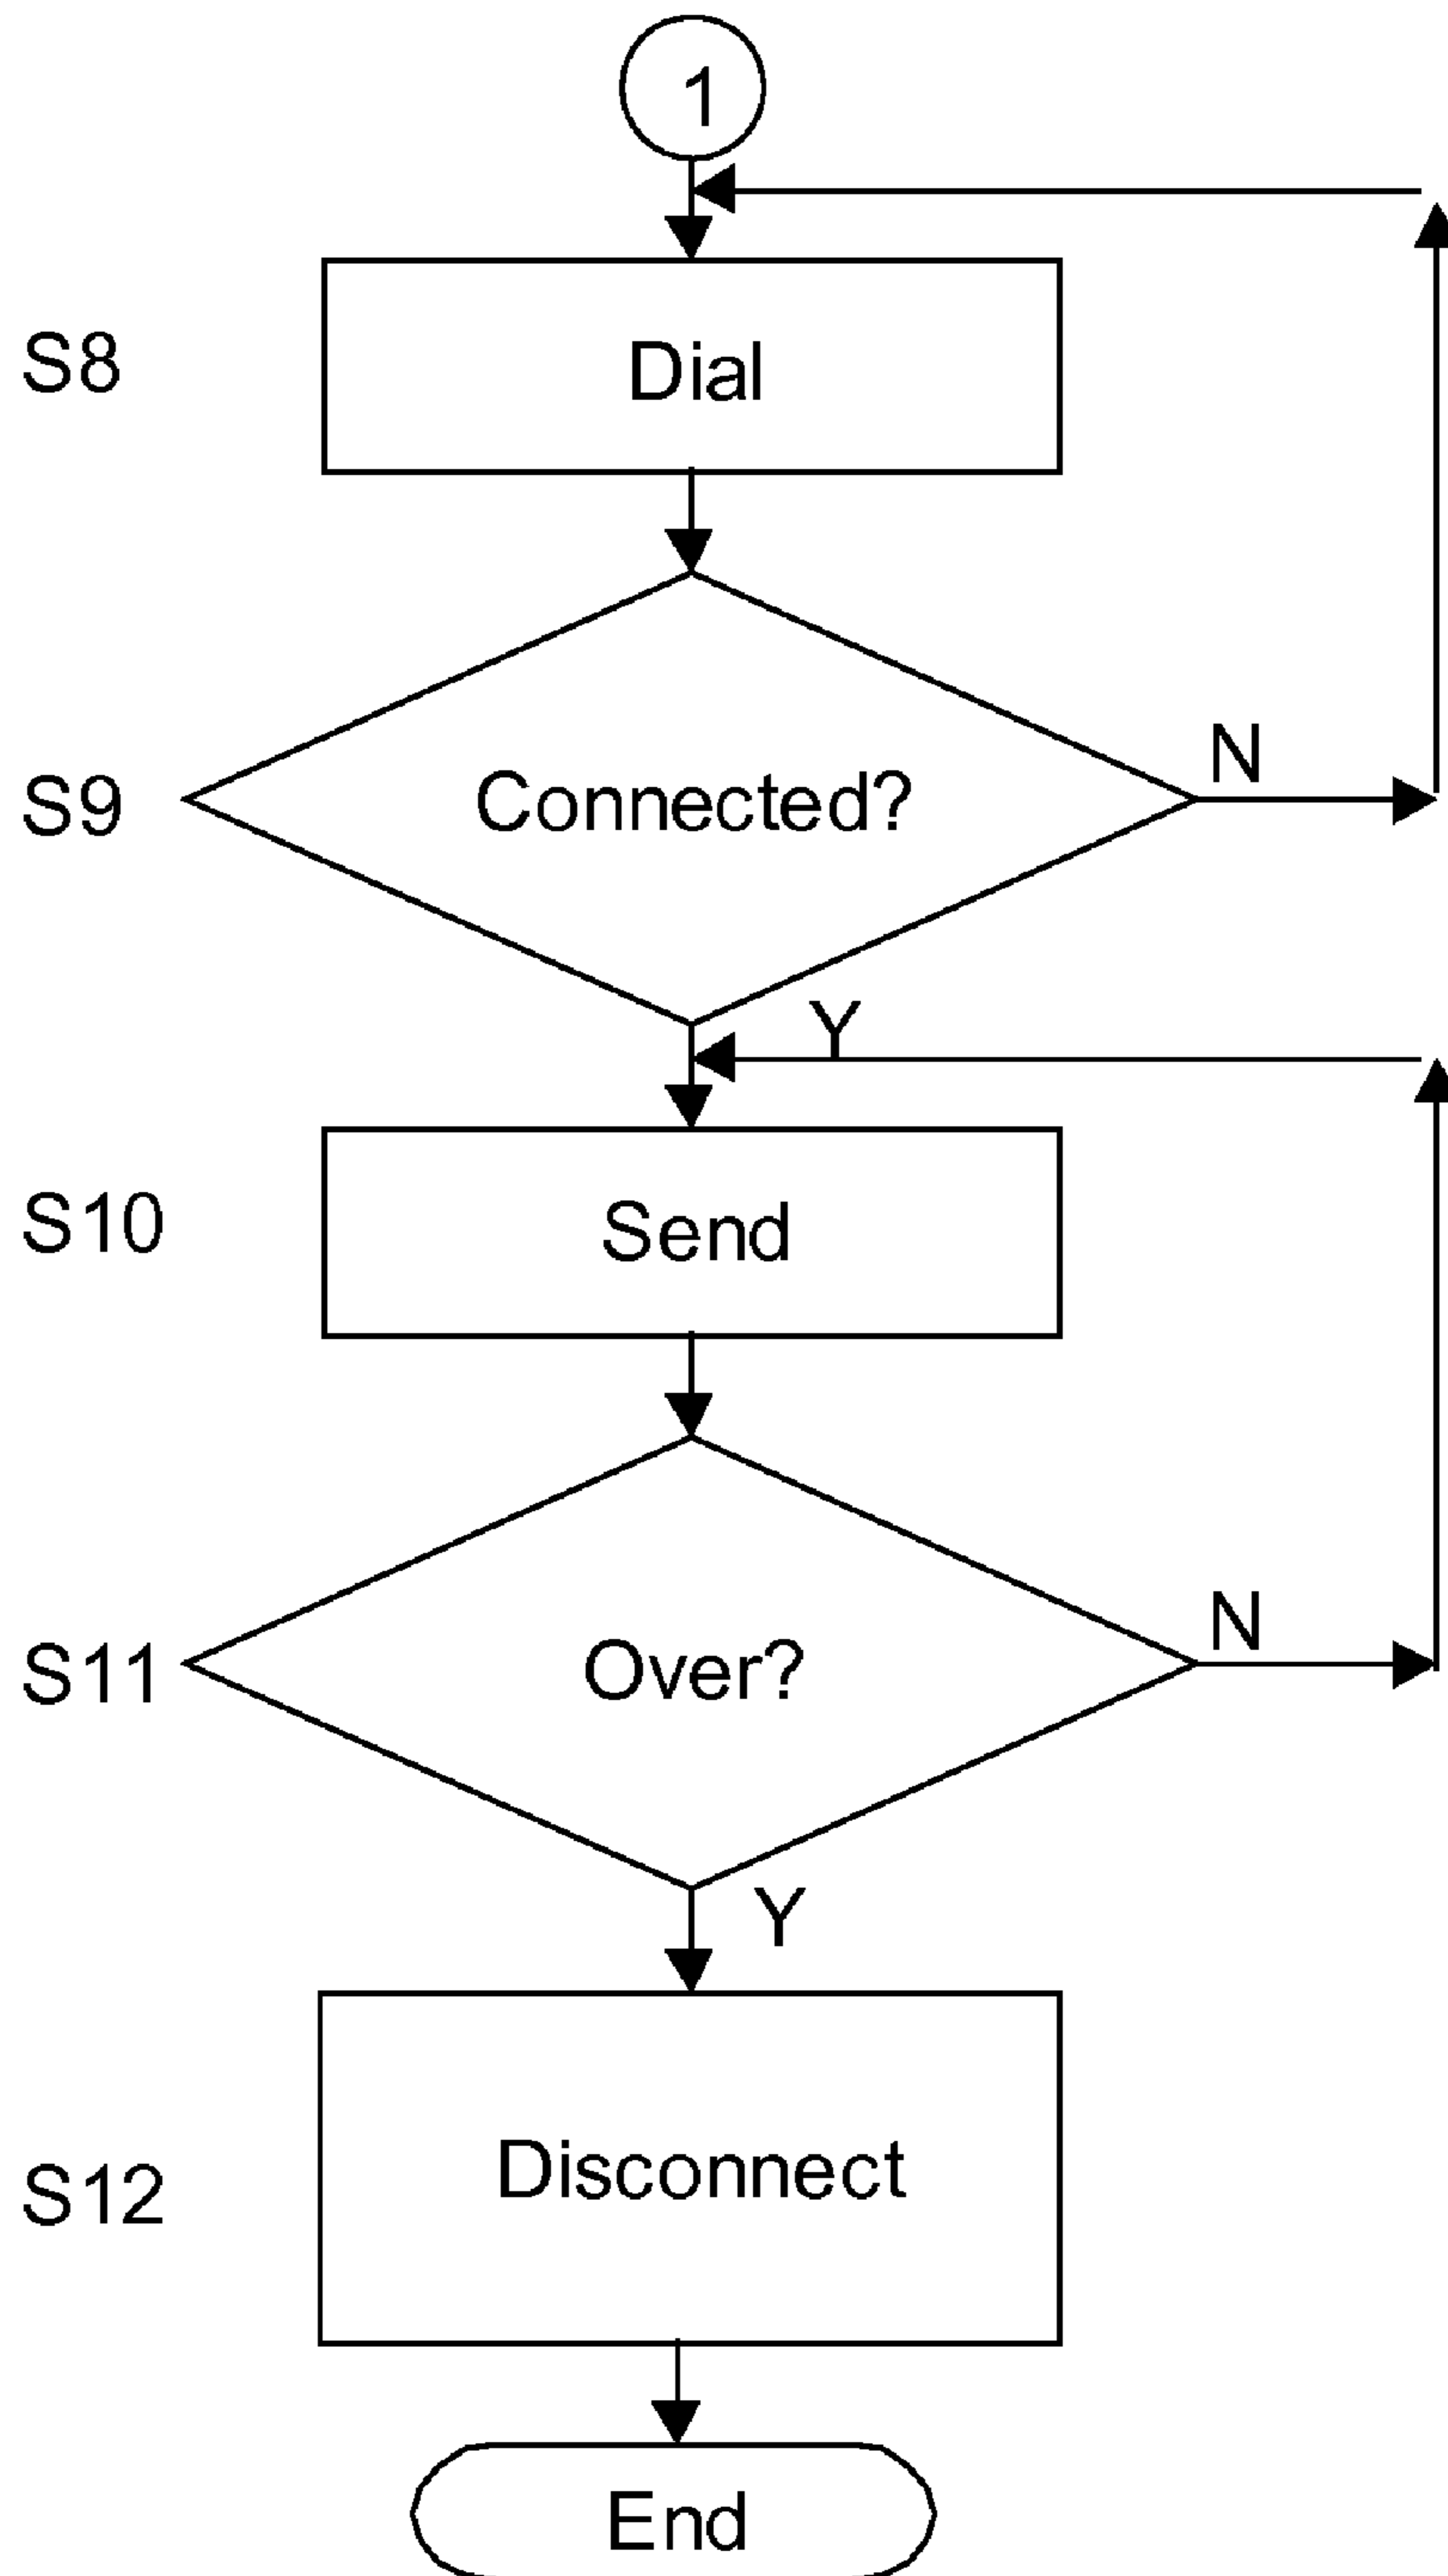 1
S8
Dial
S9
Connected?
N
Y
S10
Send
S11
Over?
N
Y
S12
Disconnect
End